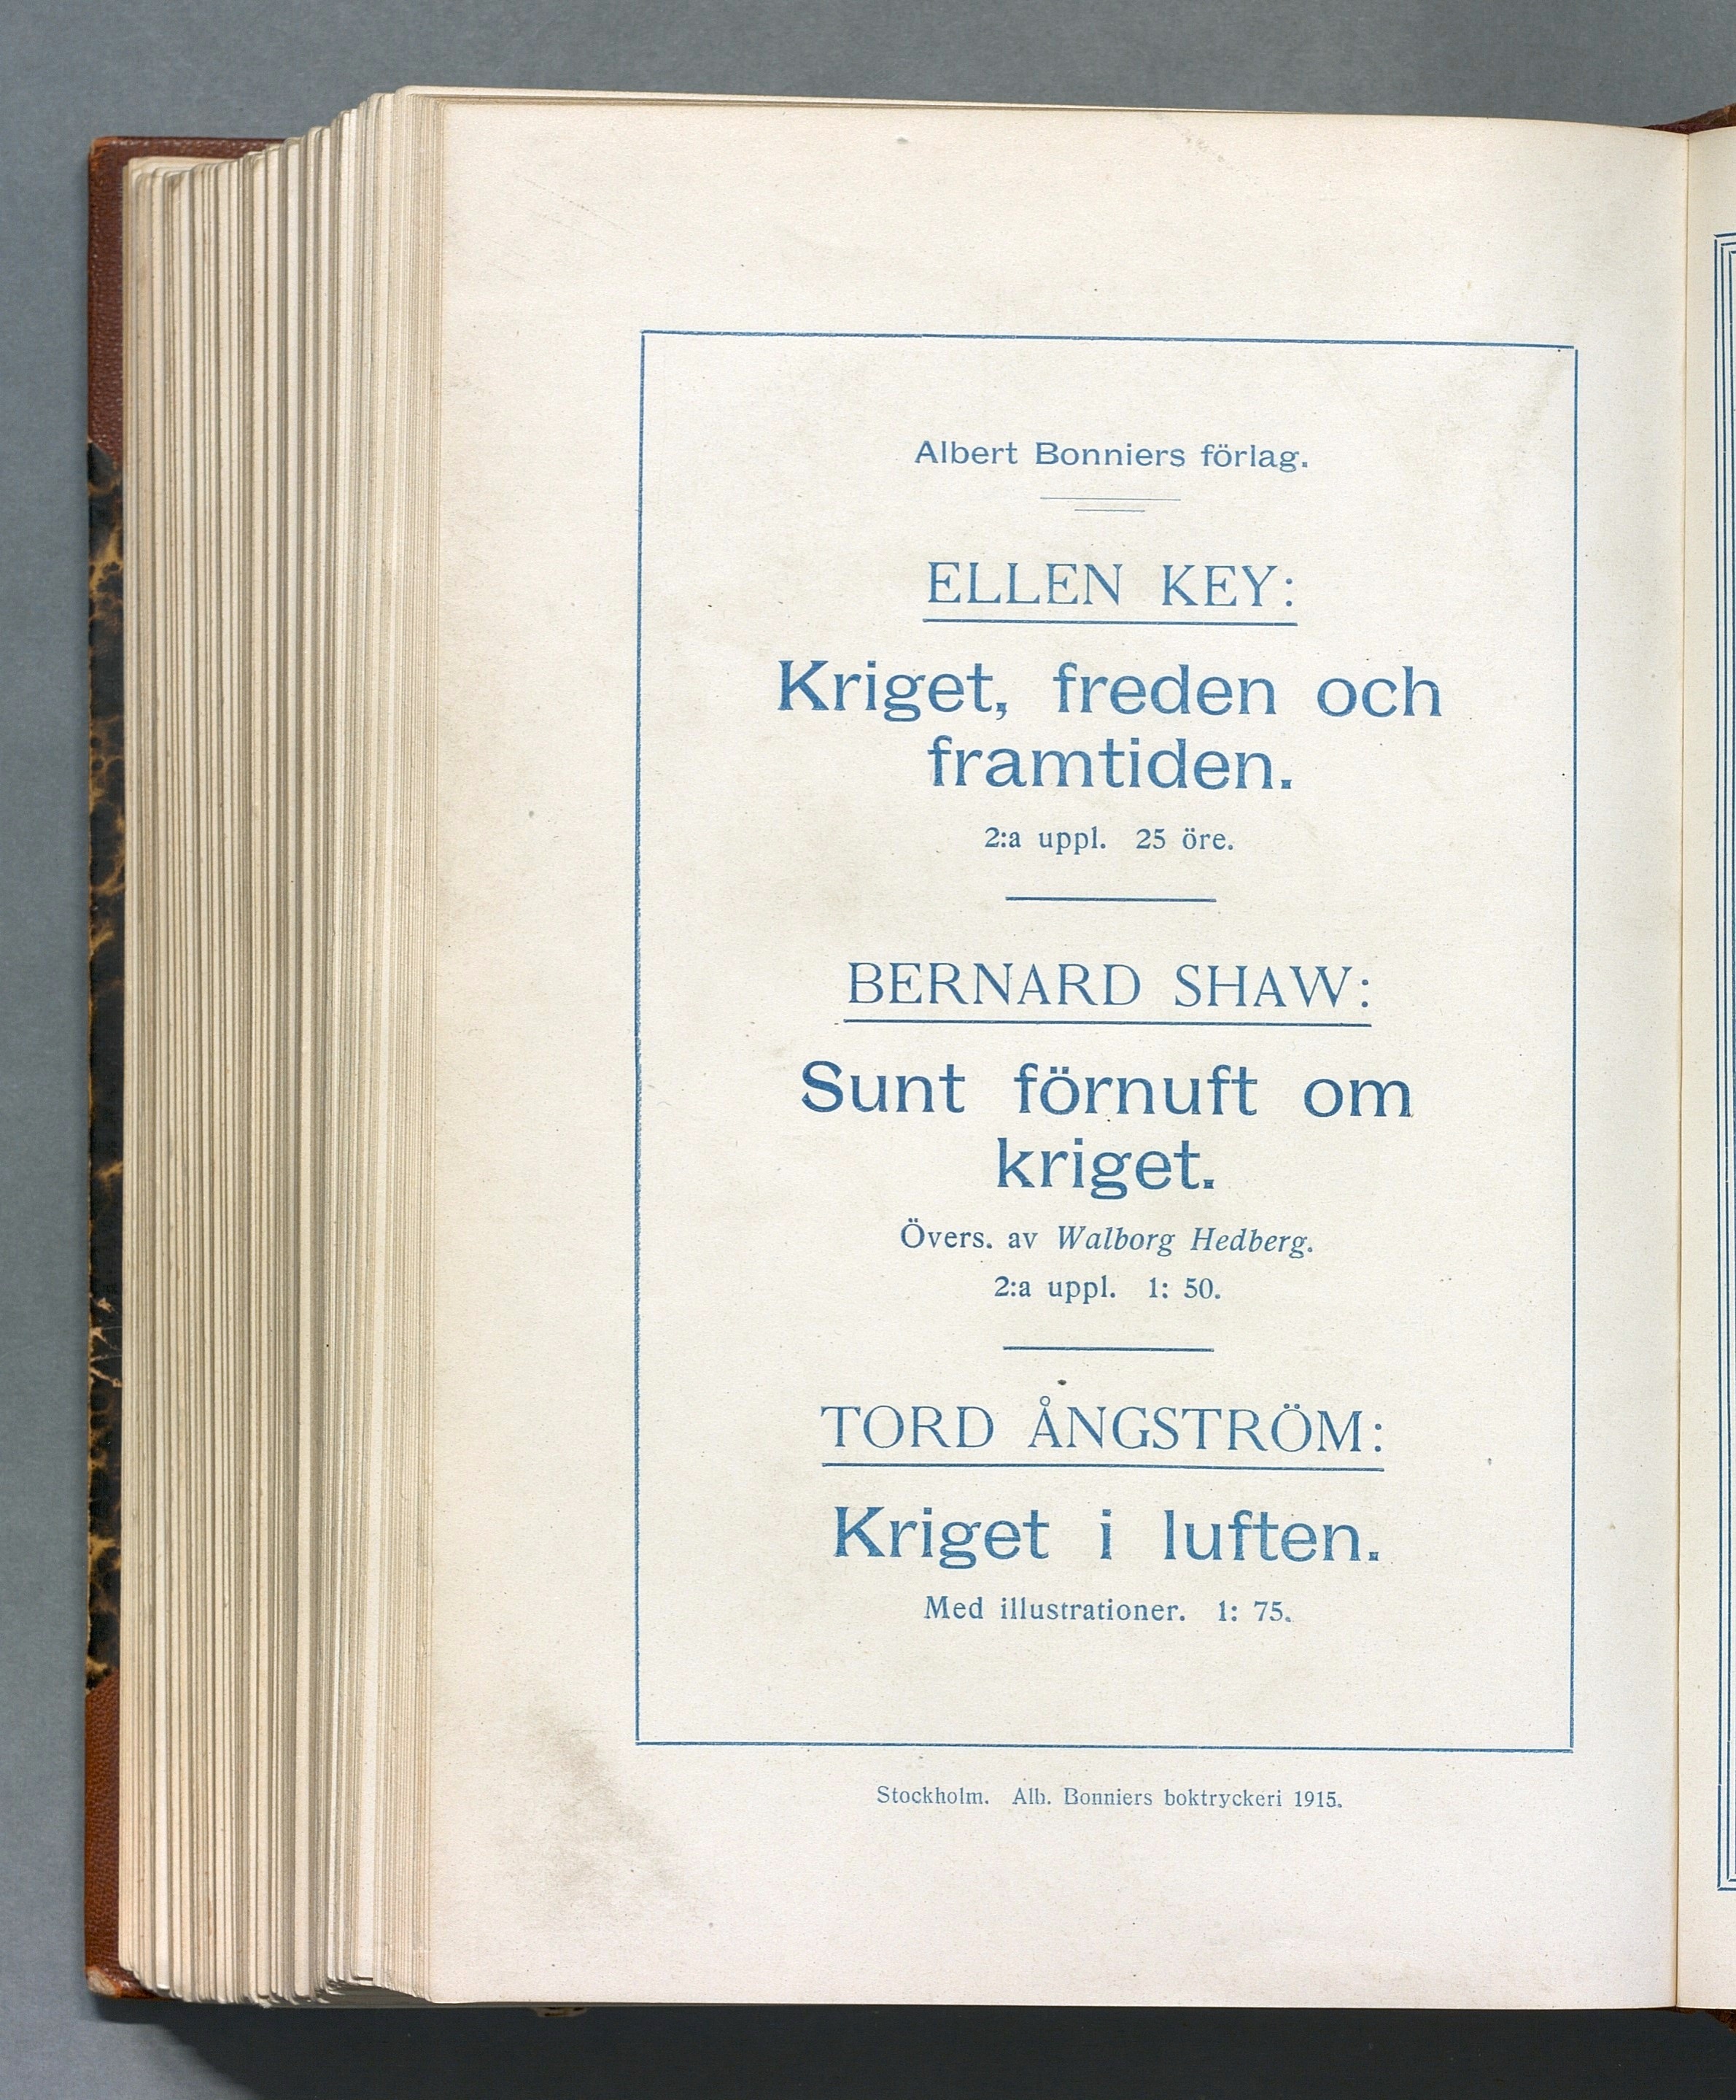 Albert Bonniers förlag.
ELLEN KEY:
Kriget, freden och
framtiden.
2:a uppl. 25 öre.
BERNARD SHAW:
Sunt förnuft om
kriget.
Övers. av Walborg Hedberg.
2:a uppl. 1: 50.
TORD ÅNGSTRÖM:
Kriget i luften.
Med illustrationer. 1: 75.
Stockholm. Alb. Bonniers boktryckeri 1915.